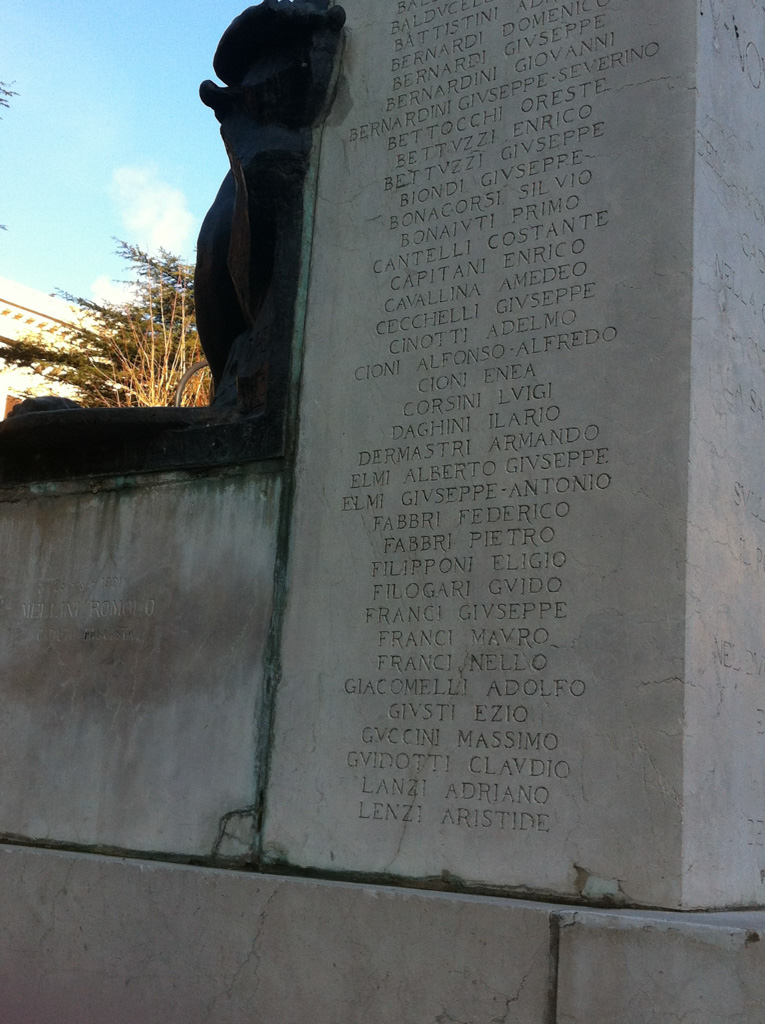 BATTISTINI
BERNARDI DOMENICO
BERNARDI GIVSEPPE
BERNARDINI GIOVANNI
BERNARDINI GIVSEPPE-SEVERINO
BETTOCCHI ORESTE
BETTVZZI ENRICO
BETTVZZI GIVSEPPE
BIONDI GIVSEPPE
BONACORSI SILVIO
BONAIVTI PRIMO
CANTELLI COSTANTE
CAPITANI ENRICO
CAVALLINA AMEDEO
CECCHELLI GIVSEPPE
CINOTTI ADELMO
CIONI ALFONSO-ALFREDO
CIONI ENEA
CORSINI LVIGI
DAGHINI ILARIO
DERMASTRI ARMANDO
ELMI ALBERTO GIVSEPPE
ELMI GIVSEPPE-ANTONIO
FABBRI FEDERICO
FABBRI PIETRO
FILIPPONI ELIGIO
FILOGARI GVIDO
FRANCI GIVSEPPE
FRANCI MAVRO
FRANCI NELLO
GIACOMELLI ADOLFO
GIVSTI EZIO
GVCCINI MASSIMO
GVIDOTTI CLAVDIO
LANZI ADRIANO
LENZI ARISTIDE
MELLINI ROMOLO